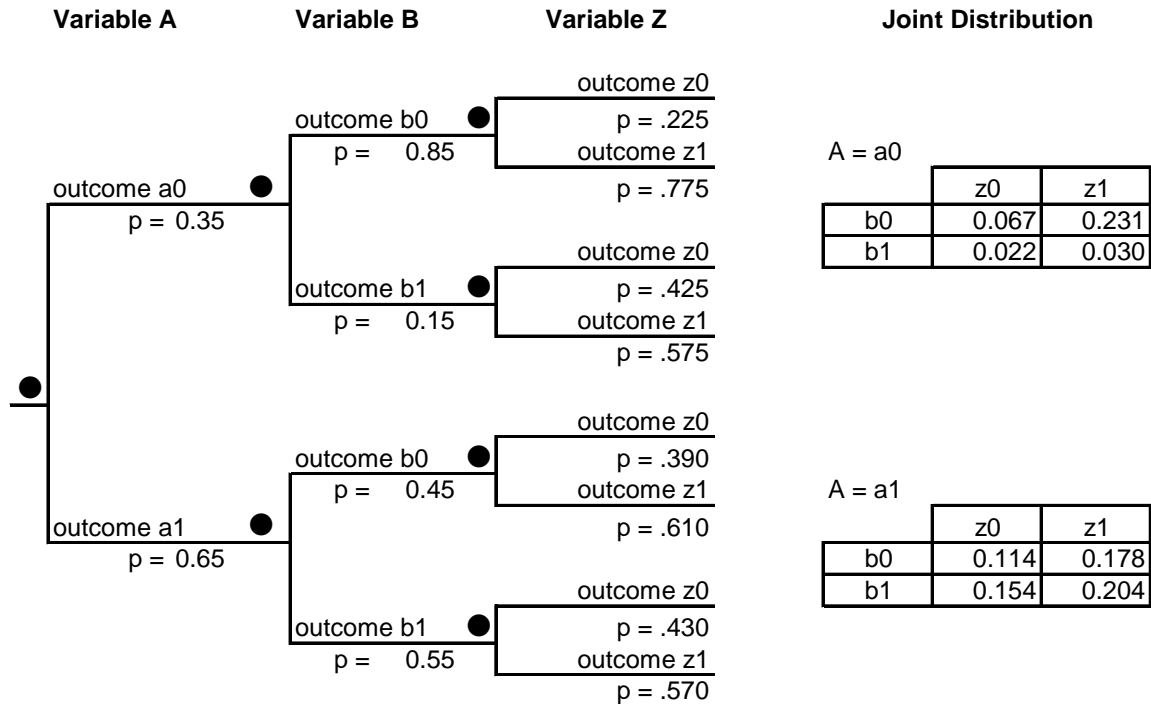 Variable A Variable B Variable Z Joint Distribution
outcome z0
outcome b0
p = .225
p = 0.85
outcome z1
A = a0
outcome a0
p = .775
z0 z1
p = 0.35
b0 0.067 0.231
b1 0.022 0.030
outcome z0
outcome b1
p = .425
p = 0.15
outcome z1
p = .575
outcome z0
outcome b0
p = .390
p = 0.45
outcome z1
A = a1
outcome a1
p = .610
z0 z1
p = 0.65
b0 0.114 0.178
b1 0.154 0.204
outcome z0
outcome b1
p = .430
p = 0.55
outcome z1
p = .570